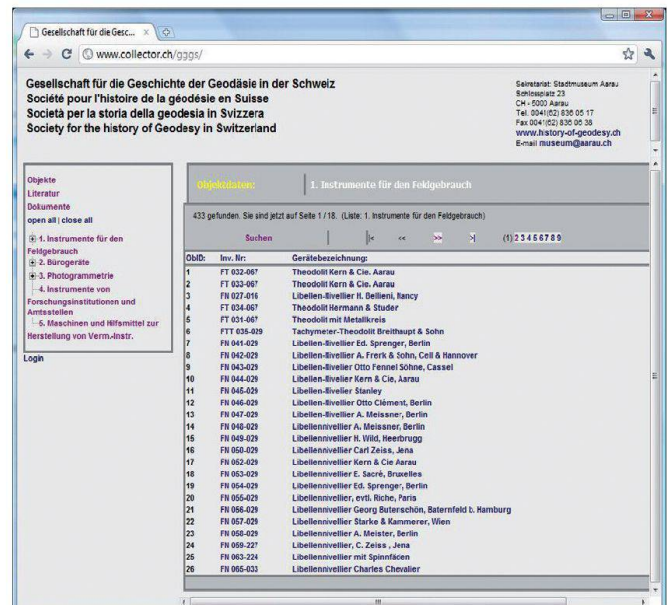 Gesellschaft für die Gesc...
www.collector.ch/gggs/
Gesellschaft für die Geschichte der Geodäsie in der Schweiz
Société pour l'histoire de la géodésie en Suisse
Società per la storia della geodesia in Svizzera
Society for the history of Geodesy in Switzerland
Sekretariat: Stadtmuseum Aarau
Schlossplatz 23
CH - 5000 Aarau
Tel. 0041(62) 836 05 17
Fax 0041(62) 836 06 38
www.history-of-geodesy.ch
E-mail museum@aarau.ch
Objekte
Literatur
Dokumente
open all | close all
1. Instrumente für den
Feldgebrauch
2. Bürogeräte
3. Photogrammetrie
4. Instrumente von
Forschungsinstitutionen und
Amtsstellen
5. Maschinen und Hilfsmittel zur
Herstellung von Verm.-Instr.
Login
Objektdaten: 1. Instrumente für den Feldgebrauch
433 gefunden. Sie sind jetzt auf Seite 1 / 18. (Liste: 1. Instrumente für den Feldgebrauch)
Suchen |< << >> >| (1) 2 3 4 5 6 7 8 9
ObID: Inv. Nr: Gerätebezeichnung:
1 FT 032-067 Theodolit Kern & Cie. Aarau
2 FT 033-067 Theodolit Kern & Cie. Aarau
3 FN 027-016 Libellen-Nivellier H. Bellieni, Nancy
4 FT 034-067 Theodolit Hermann & Studer
5 FT 031-067 Theodolit mit Metallkreis
6 FTT 035-029 Tachymeter-Theodolit Breithaupt & Sohn
7 FN 041-029 Libellen-Nivellier Ed. Sprenger, Berlin
8 FN 042-029 Libellen-Nivellier A. Frerk & Sohn, Cell & Hannover
9 FN 043-029 Libellen-Nivelier Otto Fennel Söhne, Cassel
10 FN 044-029 Libellen-Nivelier Kern & Cie, Aarau
11 FN 045-029 Libellen-Nivelier Stanley
12 FN 046-029 Libellen-Nivellier Otto Clément, Berlin
13 FN 047-029 Libellen-Nivellier A. Meissner, Berlin
14 FN 048-029 Libellennivellier A. Meissner, Berlin
15 FN 049-029 Libellennivellier H. Wild, Heerbrugg
16 FN 050-029 Libellennivellier Carl Zeiss, Jena
17 FN 052-029 Libellennivellier Kern & Cie Aarau
18 FN 053-029 Libellennivellier E. Sacré, Bruxelles
19 FN 054-029 Libellennivellier Ed. Sprenger, Berlin
20 FN 055-029 Libellennivellier, evtl. Riche, Paris
21 FN 056-029 Libellennivellier Georg Buterschön, Baternfeld b. Hamburg
22 FN 057-029 Libellennivellier Starke & Kammerer, Wien
23 FN 058-029 Libellennivellier A. Meister, Berlin
24 FN 059-227 Libellennivellier, C. Zeiss , Jena
25 FN 063-224 Libellennivellier mit Spinnfäden
26 FN 065-033 Libellennivellier Charles Chevalier